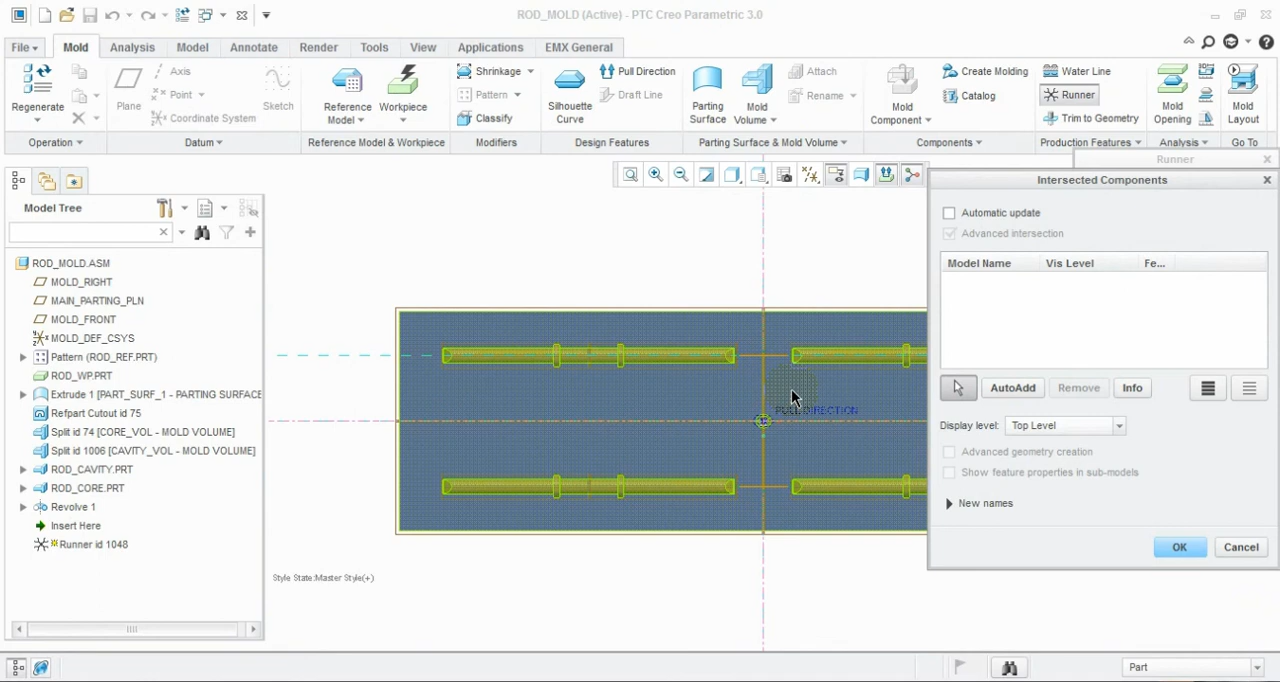 ROD_MOLD (Active) - PTC Creo Parametric 3.0
File Mold Analysis Model Annotate Render Tools View Applications EMX General
Regenerate
Operation
Plane
Axis
Point
Coordinate System
Sketch
Datum
Reference Model
Workpiece
Reference Model & Workpiece
Shrinkage
Pattern
Classify
Modifiers
Silhouette Curve
Pull Direction
Draft Line
Design Features
Parting Surface
Mold Volume
Attach
Rename
Parting Surface & Mold Volume
Mold Component
Create Molding
Catalog
Components
Water Line
Runner
Trim to Geometry
Production Features
Mold Opening
Analysis
Mold Layout
Go To
Model Tree
ROD_MOLD.ASM
MOLD_RIGHT
MAIN_PARTING_PLN
MOLD_FRONT
MOLD_DEF_CSYS
Pattern (ROD_REF.PRT)
ROD_WP.PRT
Extrude 1 [PART_SURF_1 - PARTING SURFACE
Refpart Cutout id 75
Split id 74 [CORE_VOL - MOLD VOLUME]
Split id 1006 [CAVITY_VOL - MOLD VOLUME]
ROD_CAVITY.PRT
ROD_CORE.PRT
Revolve 1
Insert Here
Runner id 1048
PULL DIRECTION
Style State:Master Style(+)
Runner
Intersected Components
Automatic update
Advanced intersection
Model Name Vis Level Fe...
AutoAdd Remove Info
Display level: Top Level
Advanced geometry creation
Show feature properties in sub-models
New names
OK Cancel
Part